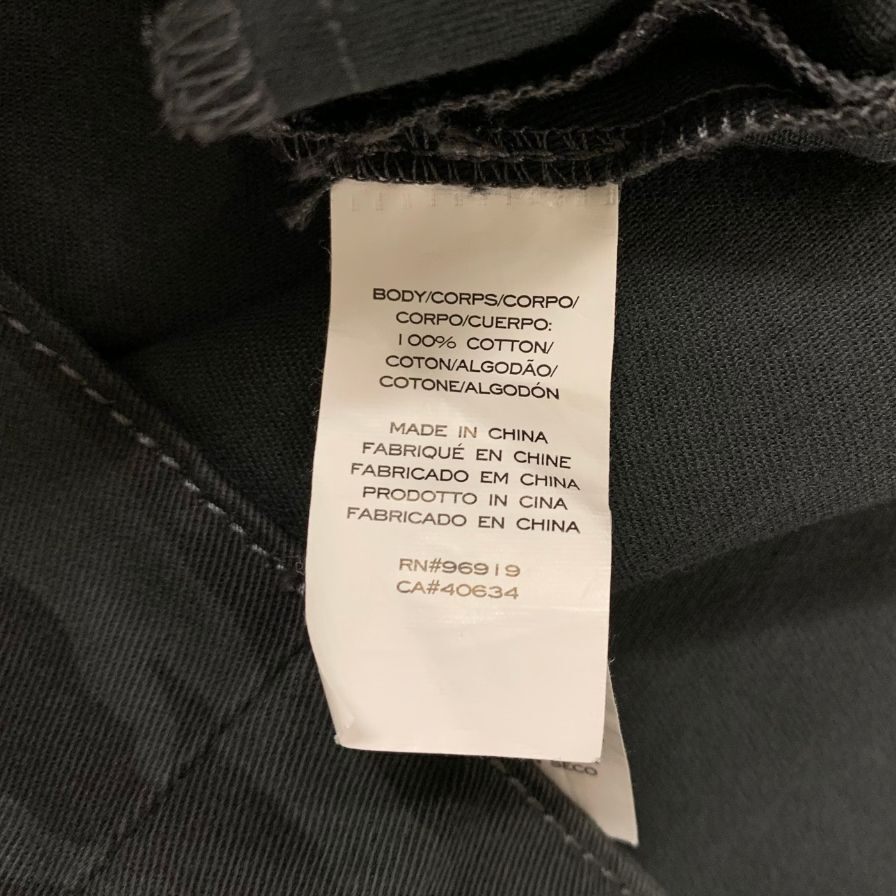 BODY/CORPS/CORPO/
CORPO/CUERPO:
100% COTTON/
COTON/ALGODÃO/
COTONE/ALGODÓN
MADE IN CHINA
FABRIQUÉ EN CHINE
FABRICADO EM CHINA
PRODOTTO IN CINA
FABRICADO EN CHINA
RN#96919
CA#40634
SECO